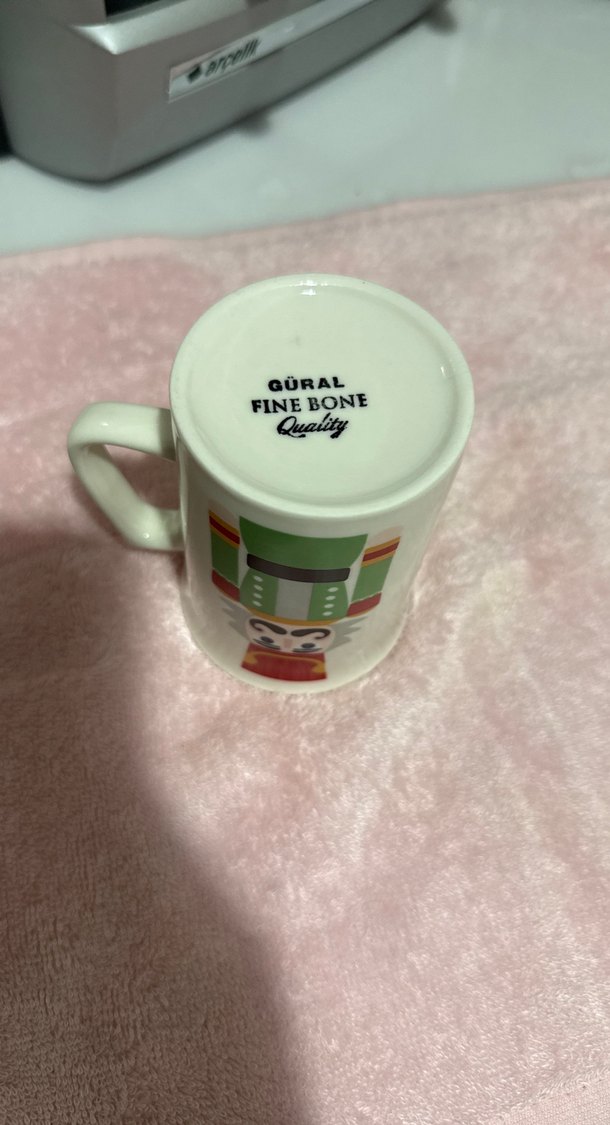 arçelik
GÜRAL
FINE BONE
Quality